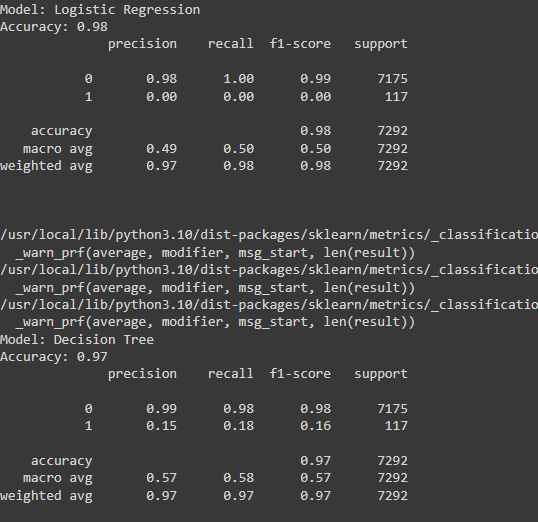 Model: Logistic Regression
Accuracy: 0.98
              precision    recall  f1-score   support

           0       0.98      1.00      0.99      7175
           1       0.00      0.00      0.00       117

    accuracy                           0.98      7292
   macro avg       0.49      0.50      0.50      7292
weighted avg       0.97      0.98      0.98      7292

/usr/local/lib/python3.10/dist-packages/sklearn/metrics/_classificatio
  _warn_prf(average, modifier, msg_start, len(result))
/usr/local/lib/python3.10/dist-packages/sklearn/metrics/_classificatio
  _warn_prf(average, modifier, msg_start, len(result))
/usr/local/lib/python3.10/dist-packages/sklearn/metrics/_classificatio
  _warn_prf(average, modifier, msg_start, len(result))
Model: Decision Tree
Accuracy: 0.97
              precision    recall  f1-score   support

           0       0.99      0.98      0.98      7175
           1       0.15      0.18      0.16       117

    accuracy                           0.97      7292
   macro avg       0.57      0.58      0.57      7292
weighted avg       0.97      0.97      0.97      7292